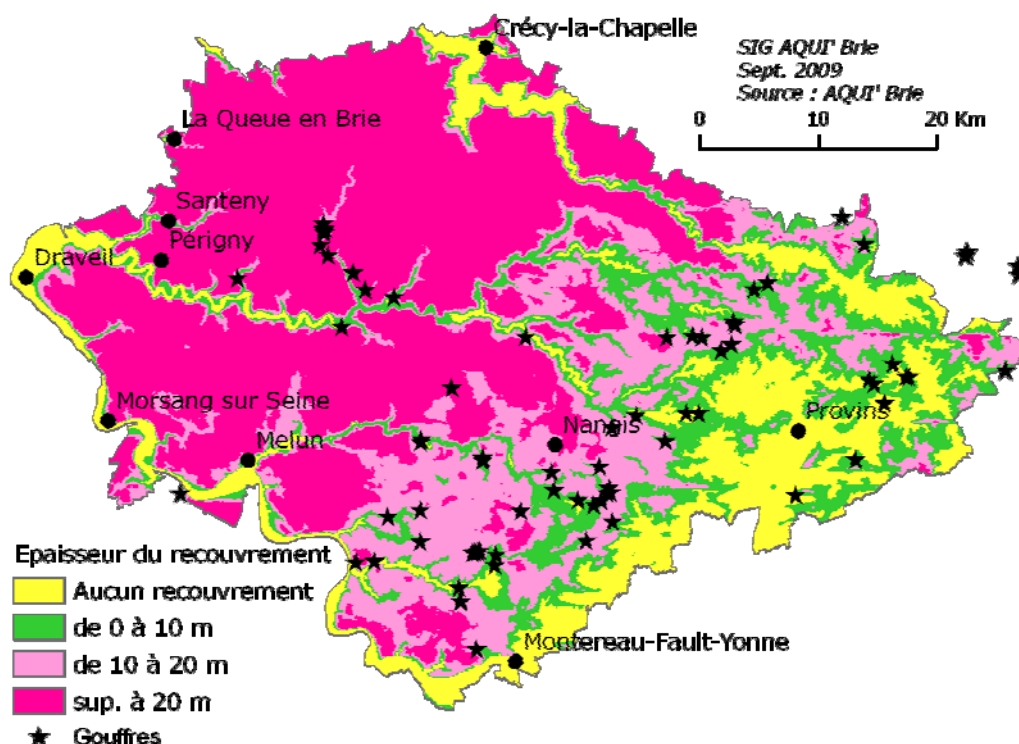 Crécy-la-Chapelle
SIG AQUI' Brie
Sept. 2009
Source : AQUI' Brie
0 10 20 Km
La Queue en Brie
Santeny
Périgny
Draveil
Morsang sur Seine
Melun
Nangis
Provins
Montereau-Fault-Yonne
Epaisseur du recouvrement
Aucun recouvrement
de 0 à 10 m
de 10 à 20 m
sup. à 20 m
Gouffres